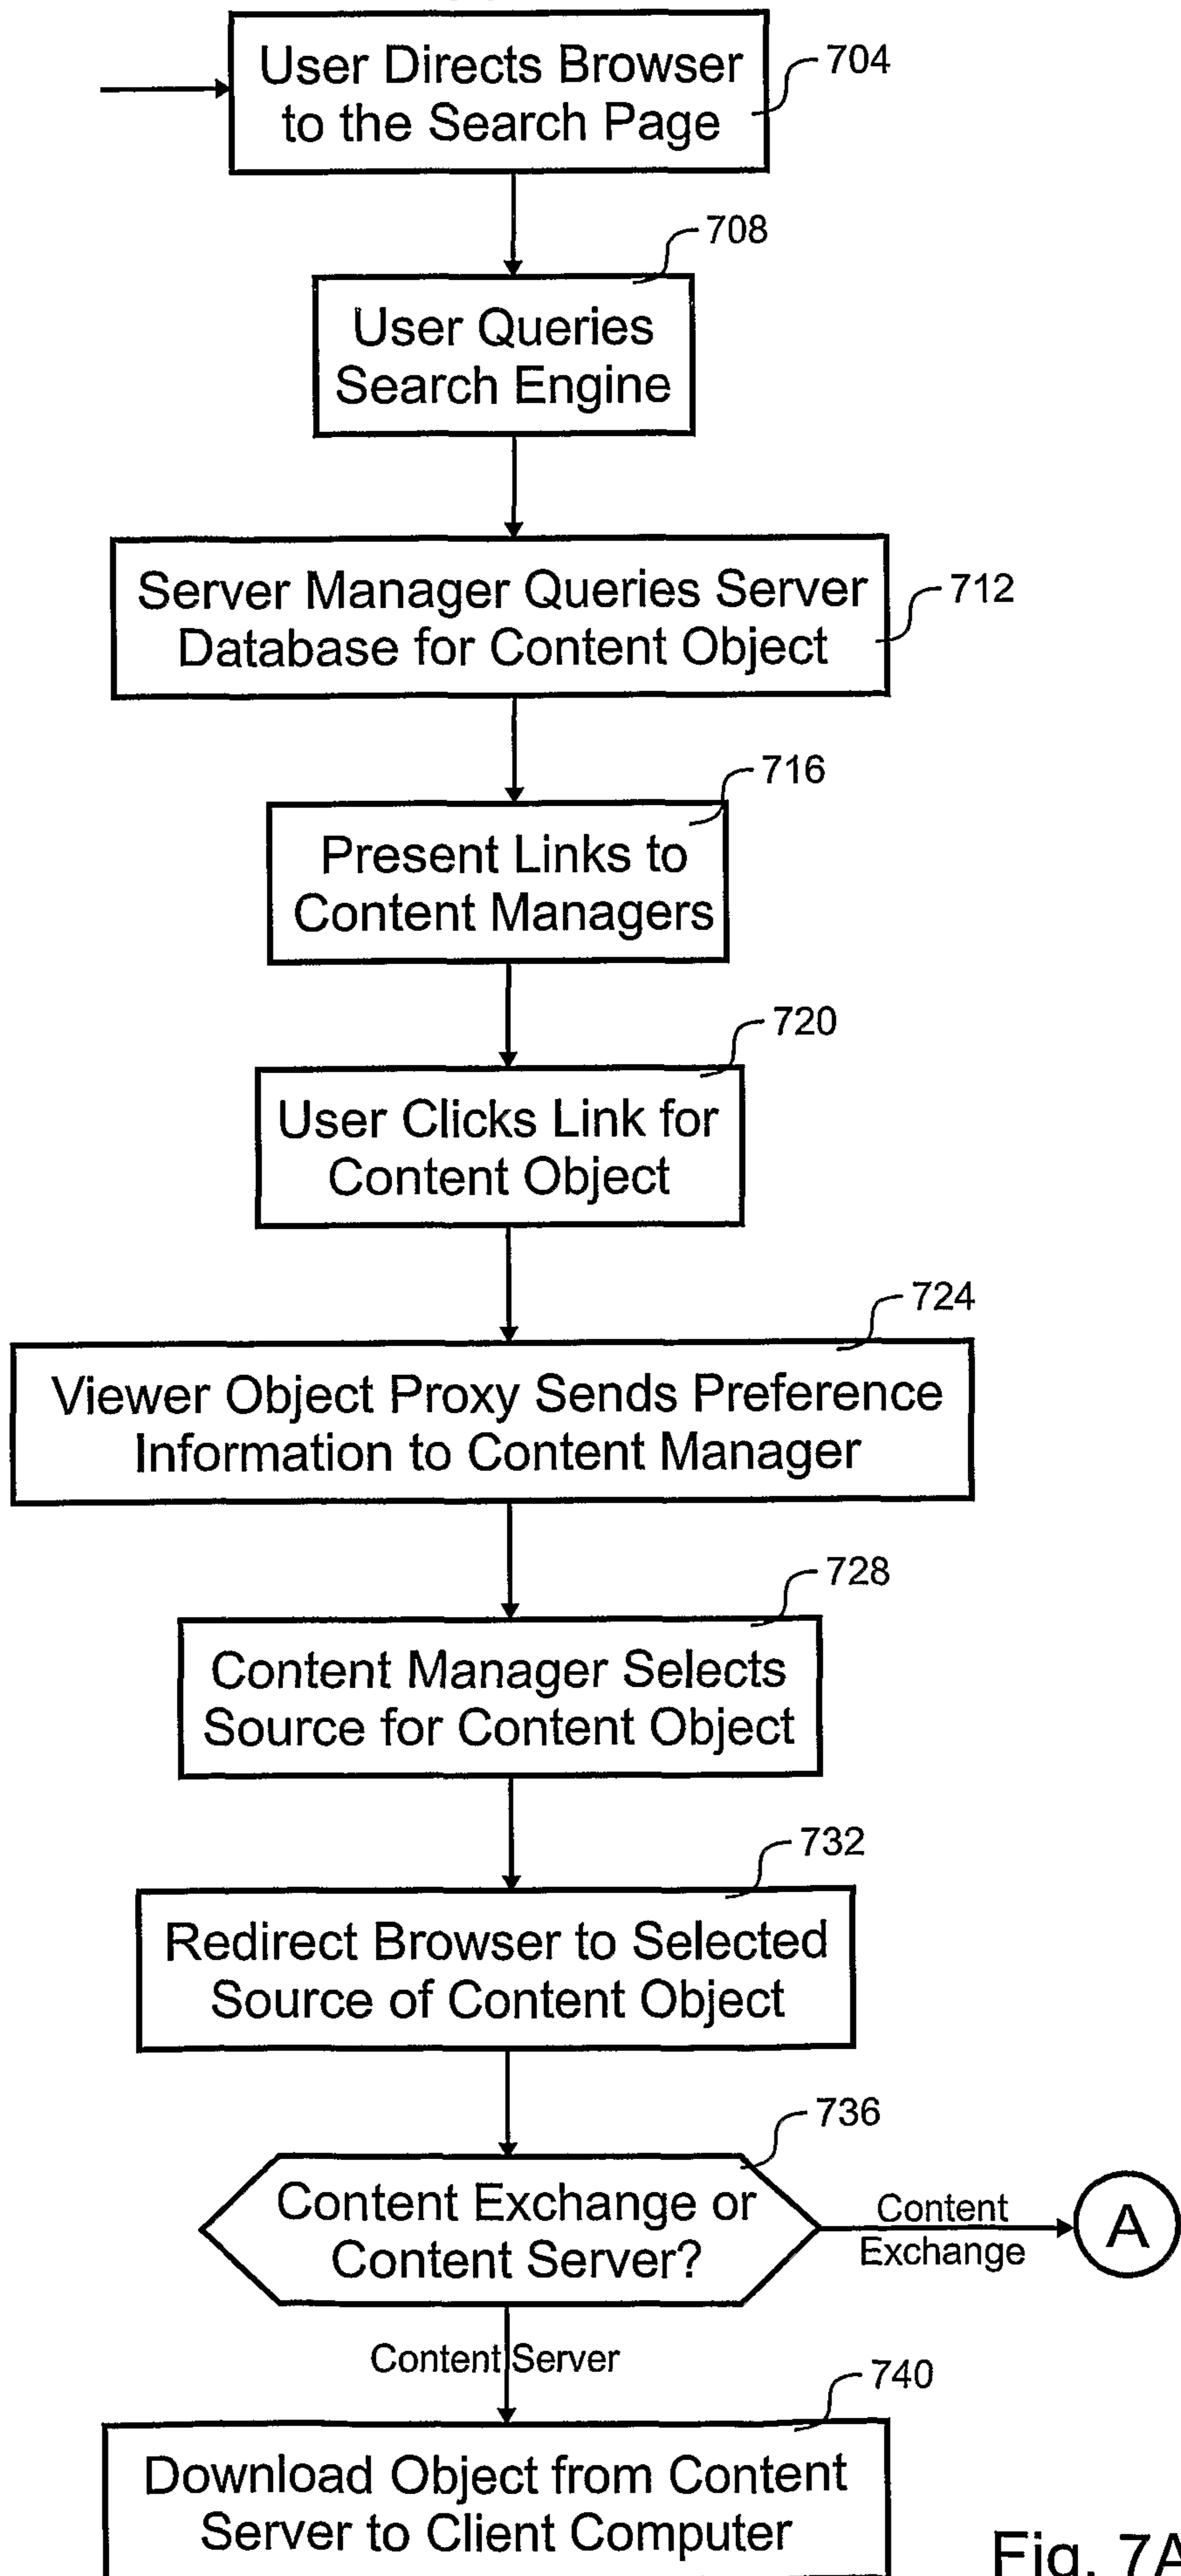 User Directs Browser
to the Search Page
704
708
User Queries
Search Engine
Server Manager Queries Server
Database for Content Object
712
716
Present Links to
Content Managers
720
User Clicks Link for
Content Object
724
Viewer Object Proxy Sends Preference
Information to Content Manager
728
Content Manager Selects
Source for Content Object
732
Redirect Browser to Selected
Source of Content Object
736
Content Exchange or
Content Server?
Content
Exchange
A
Content Server
740
Download Object from Content
Server to Client Computer
Fig. 7A